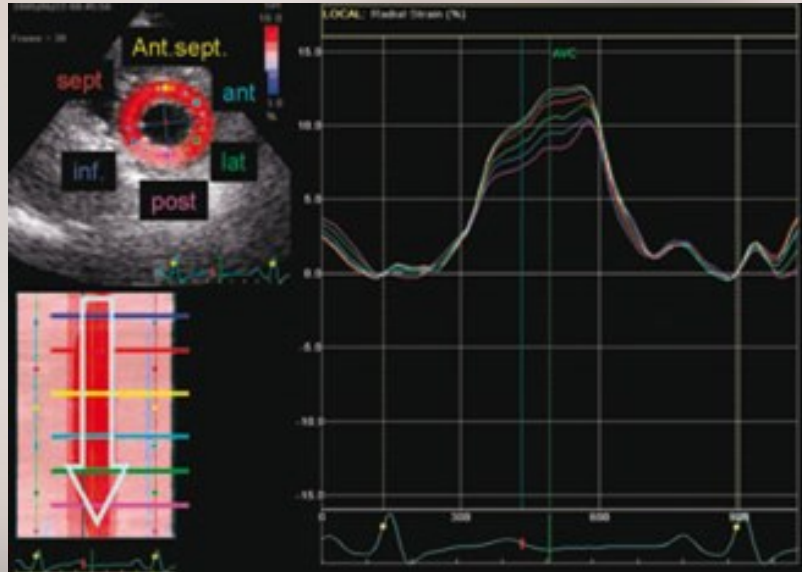 LOCAL: Radial Strain (%)
Ant.sept.
sept
ant
inf.
lat
post
%
AVC
15.0
10.0
5.0
0.0
-5.0
-10.0
-15.0
0
300
600